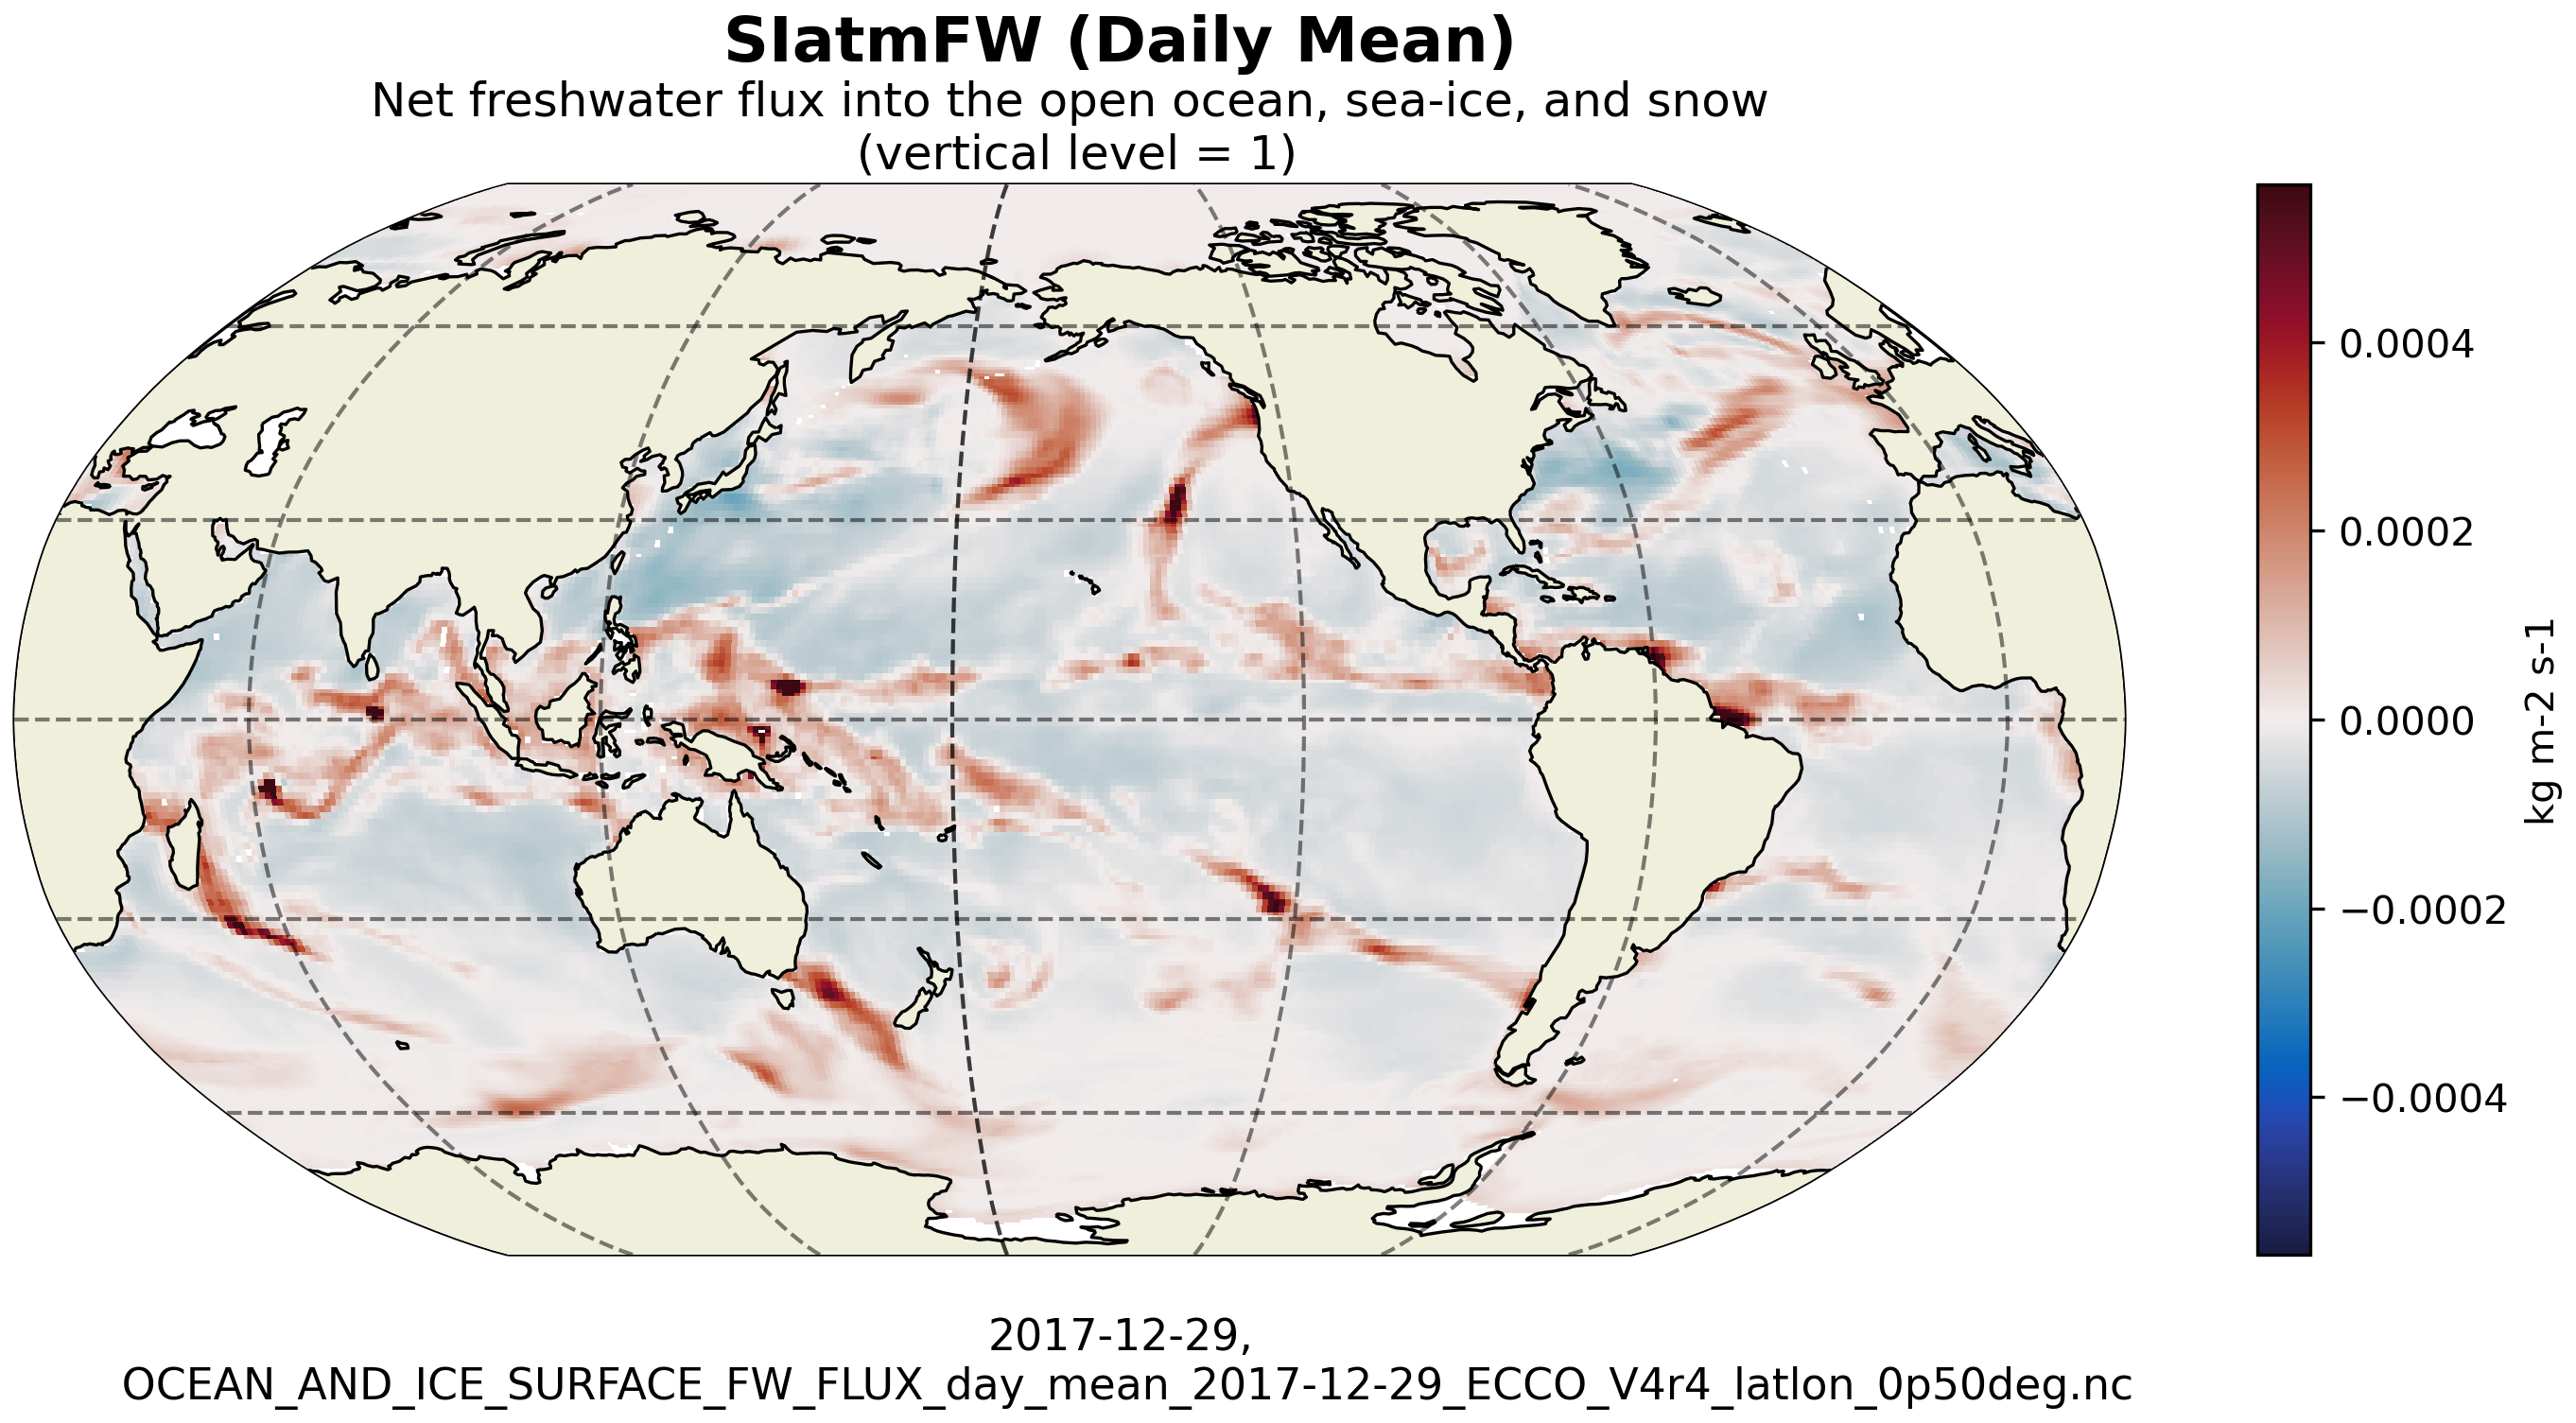 SIatmFW (Daily Mean)
Net freshwater flux into the open ocean, sea-ice, and snow
(vertical level = 1)
0.0004
0.0002
0.0000
−0.0002
−0.0004
kg m-2 s-1
2017-12-29,
OCEAN_AND_ICE_SURFACE_FW_FLUX_day_mean_2017-12-29_ECCO_V4r4_latlon_0p50deg.nc